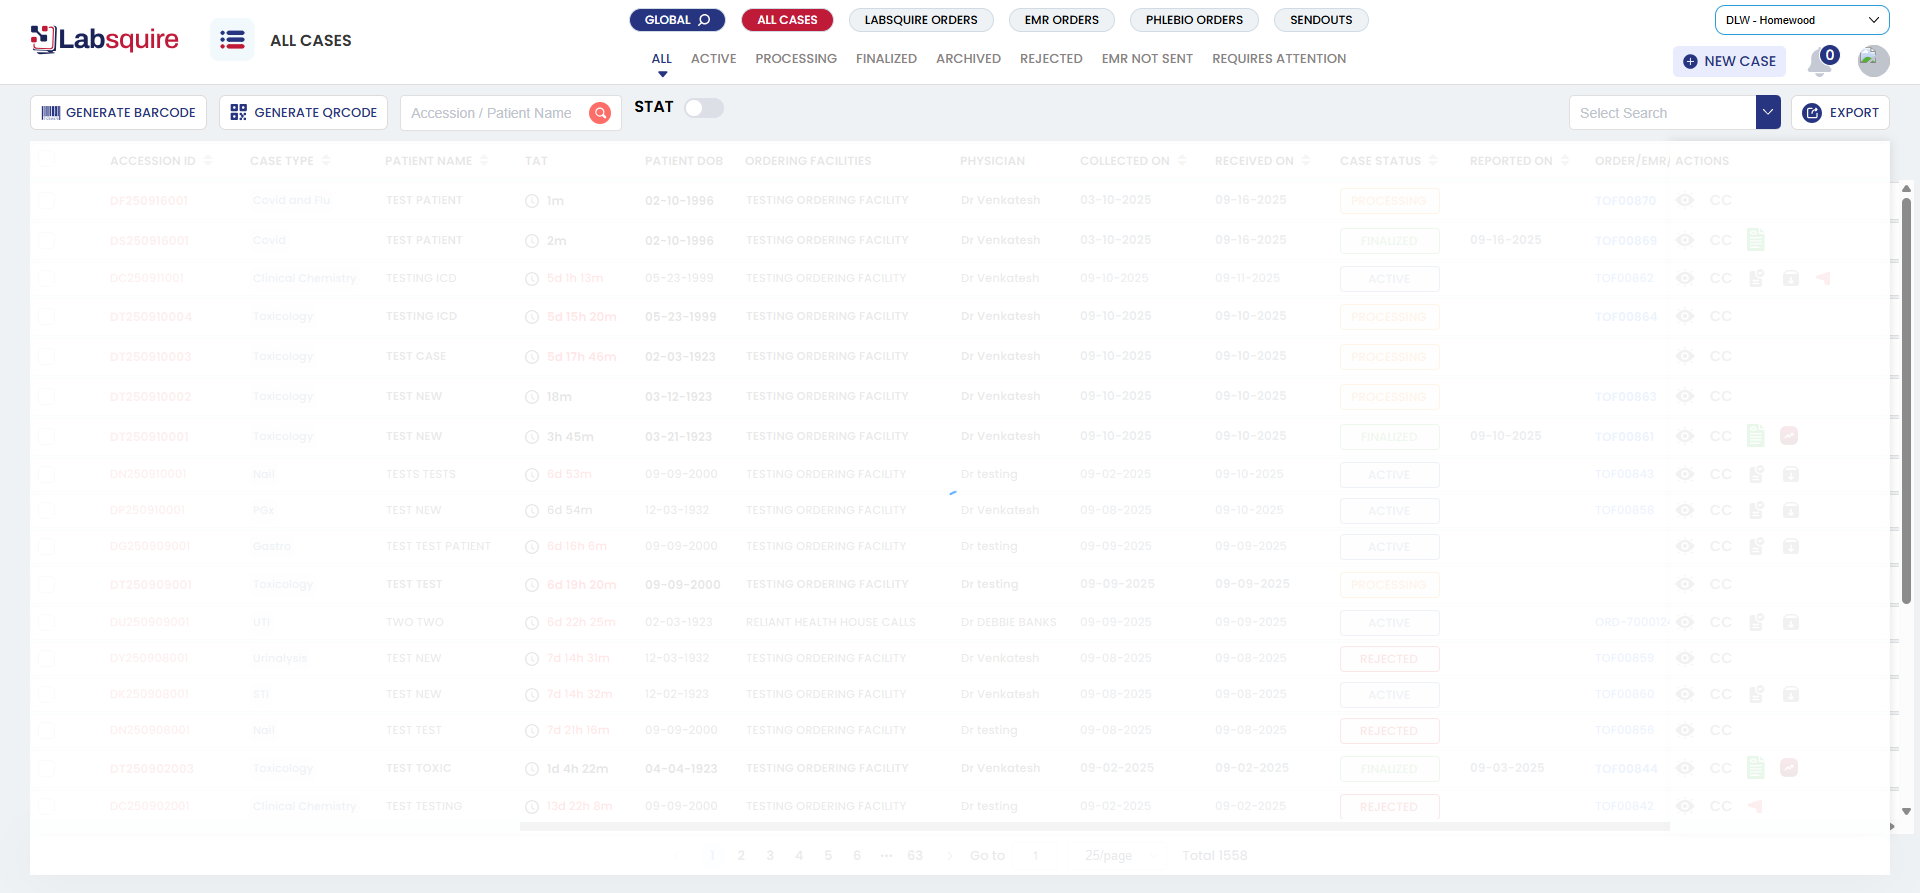 Labsquire
ALL CASES
GLOBAL ALL CASES LABSQUIRE ORDERS EMR ORDERS PHLEBIO ORDERS SENDOUTS
DLW - Homewood
ALL ACTIVE PROCESSING FINALIZED ARCHIVED REJECTED EMR NOT SENT REQUIRES ATTENTION
NEW CASE 0
GENERATE BARCODE GENERATE QRCODE Accession / Patient Name STAT Select Search EXPORT
ACCESSION ID CASE TYPE PATIENT NAME TAT PATIENT DOB ORDERING FACILITIES PHYSICIAN COLLECTED ON RECEIVED ON CASE STATUS REPORTED ON ORDER/EMR/ ACTIONS
DF250916001 Covid and Flu TEST PATIENT 1m 02-10-1996 TESTING ORDERING FACILITY Dr Venkatesh 03-10-2025 09-16-2025 PROCESSING TOF00870 CC
DS250916001 Covid TEST PATIENT 2m 02-10-1996 TESTING ORDERING FACILITY Dr Venkatesh 03-10-2025 09-16-2025 FINALIZED 09-16-2025 TOF00869 CC
DC250911001 Clinical Chemistry TESTING ICD 5d 1h 13m 05-23-1999 TESTING ORDERING FACILITY Dr Venkatesh 09-10-2025 09-11-2025 ACTIVE TOF00862 CC
DT250910004 Toxicology TESTING ICD 5d 15h 20m 05-23-1999 TESTING ORDERING FACILITY Dr Venkatesh 09-10-2025 09-10-2025 PROCESSING TOF00864 CC
DT250910003 Toxicology TEST CASE 5d 17h 46m 02-03-1923 TESTING ORDERING FACILITY Dr Venkatesh 09-10-2025 09-10-2025 PROCESSING CC
DT250910002 Toxicology TEST NEW 18m 03-12-1923 TESTING ORDERING FACILITY Dr Venkatesh 09-10-2025 09-10-2025 PROCESSING TOF00863 CC
DT250910001 Toxicology TEST NEW 3h 45m 03-21-1923 TESTING ORDERING FACILITY Dr Venkatesh 09-10-2025 09-10-2025 FINALIZED 09-10-2025 TOF00861 CC
DN250910001 Nail TESTS TESTS 6d 53m 09-09-2000 TESTING ORDERING FACILITY Dr testing 09-02-2025 09-10-2025 ACTIVE TOF00843 CC
DP250910001 PGx TEST NEW 6d 54m 12-03-1932 TESTING ORDERING FACILITY Dr Venkatesh 09-08-2025 09-10-2025 ACTIVE TOF00858 CC
DG250909001 Gastro TEST TEST PATIENT 6d 16h 6m 09-09-2000 TESTING ORDERING FACILITY Dr testing 09-09-2025 09-09-2025 ACTIVE CC
DT250909001 Toxicology TEST TEST 6d 19h 20m 09-09-2000 TESTING ORDERING FACILITY Dr testing 09-09-2025 09-09-2025 PROCESSING CC
DU250909001 UTI TWO TWO 6d 22h 25m 02-03-1923 RELIANT HEALTH HOUSE CALLS Dr DEBBIE BANKS 09-09-2025 09-09-2025 ACTIVE CC
DY250908001 Urinalysis TEST NEW 7d 14h 31m 12-03-1932 TESTING ORDERING FACILITY Dr Venkatesh 09-08-2025 09-08-2025 REJECTED TOF00859 CC
DK250908001 STI TEST NEW 7d 14h 32m 12-02-1923 TESTING ORDERING FACILITY Dr Venkatesh 09-08-2025 09-08-2025 ACTIVE TOF00860 CC
DN250908001 Nail TEST TEST 7d 21h 16m 09-09-2000 TESTING ORDERING FACILITY Dr testing 09-08-2025 09-08-2025 REJECTED TOF00856 CC
DT250902003 Toxicology TEST TOXIC 1d 4h 22m 04-04-1923 TESTING ORDERING FACILITY Dr Venkatesh 09-02-2025 09-02-2025 FINALIZED 09-03-2025 TOF00844 CC
DC250902001 Clinical Chemistry TEST TESTING 13d 22h 8m 09-09-2000 TESTING ORDERING FACILITY Dr testing 09-02-2025 09-02-2025 REJECTED TOF00842 CC
1 2 3 4 5 6 ··· 63 Go to 1 25/page Total 1558